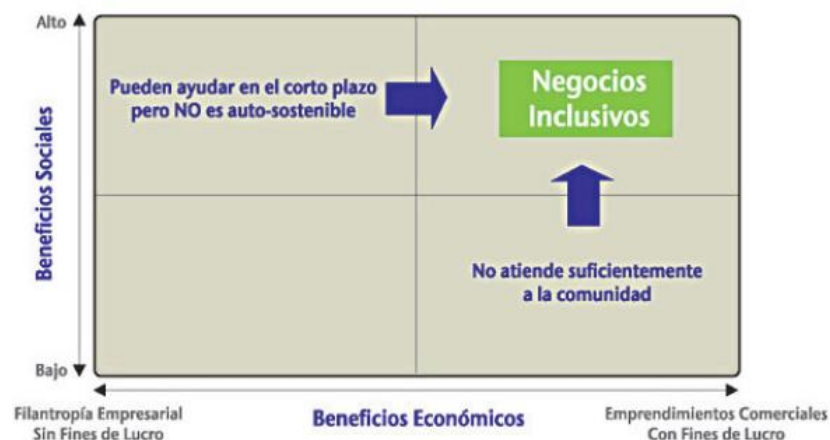 Alto
Pueden ayudar en el corto plazo
pero NO es auto-sostenible
Negocios
Inclusivos
Beneficios Sociales
No atiende suficientemente
a la comunidad
Bajo
Filantropía Empresarial
Sin Fines de Lucro
Beneficios Económicos
Emprendimientos Comerciales
Con Fines de Lucro